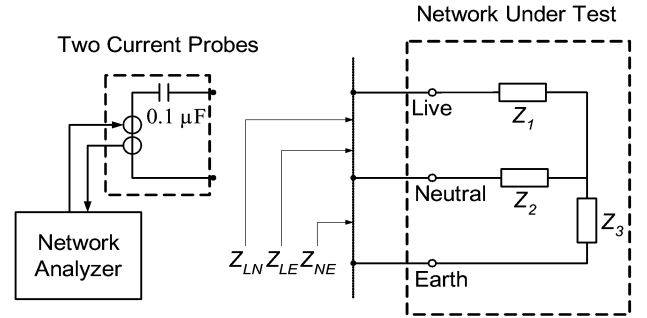 Network Under Test
Two Current Probes
0.1 µF
Live
Z1
Neutral
Z2
Z3
Network
Analyzer
ZLN ZLE ZNE
Earth